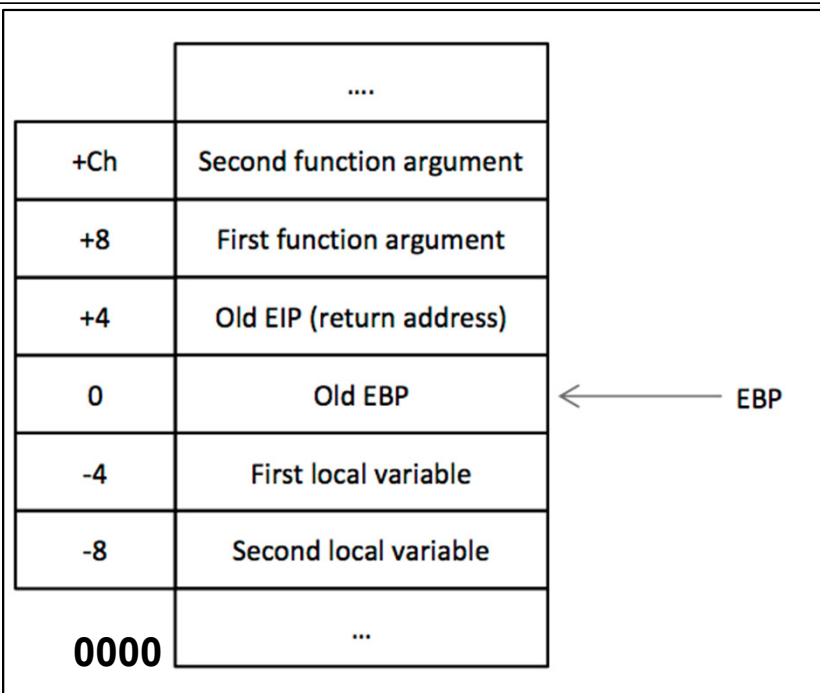 ....
+Ch Second function argument
+8 First function argument
+4 Old EIP (return address)
0 Old EBP EBP
-4 First local variable
-8 Second local variable
0000 ...